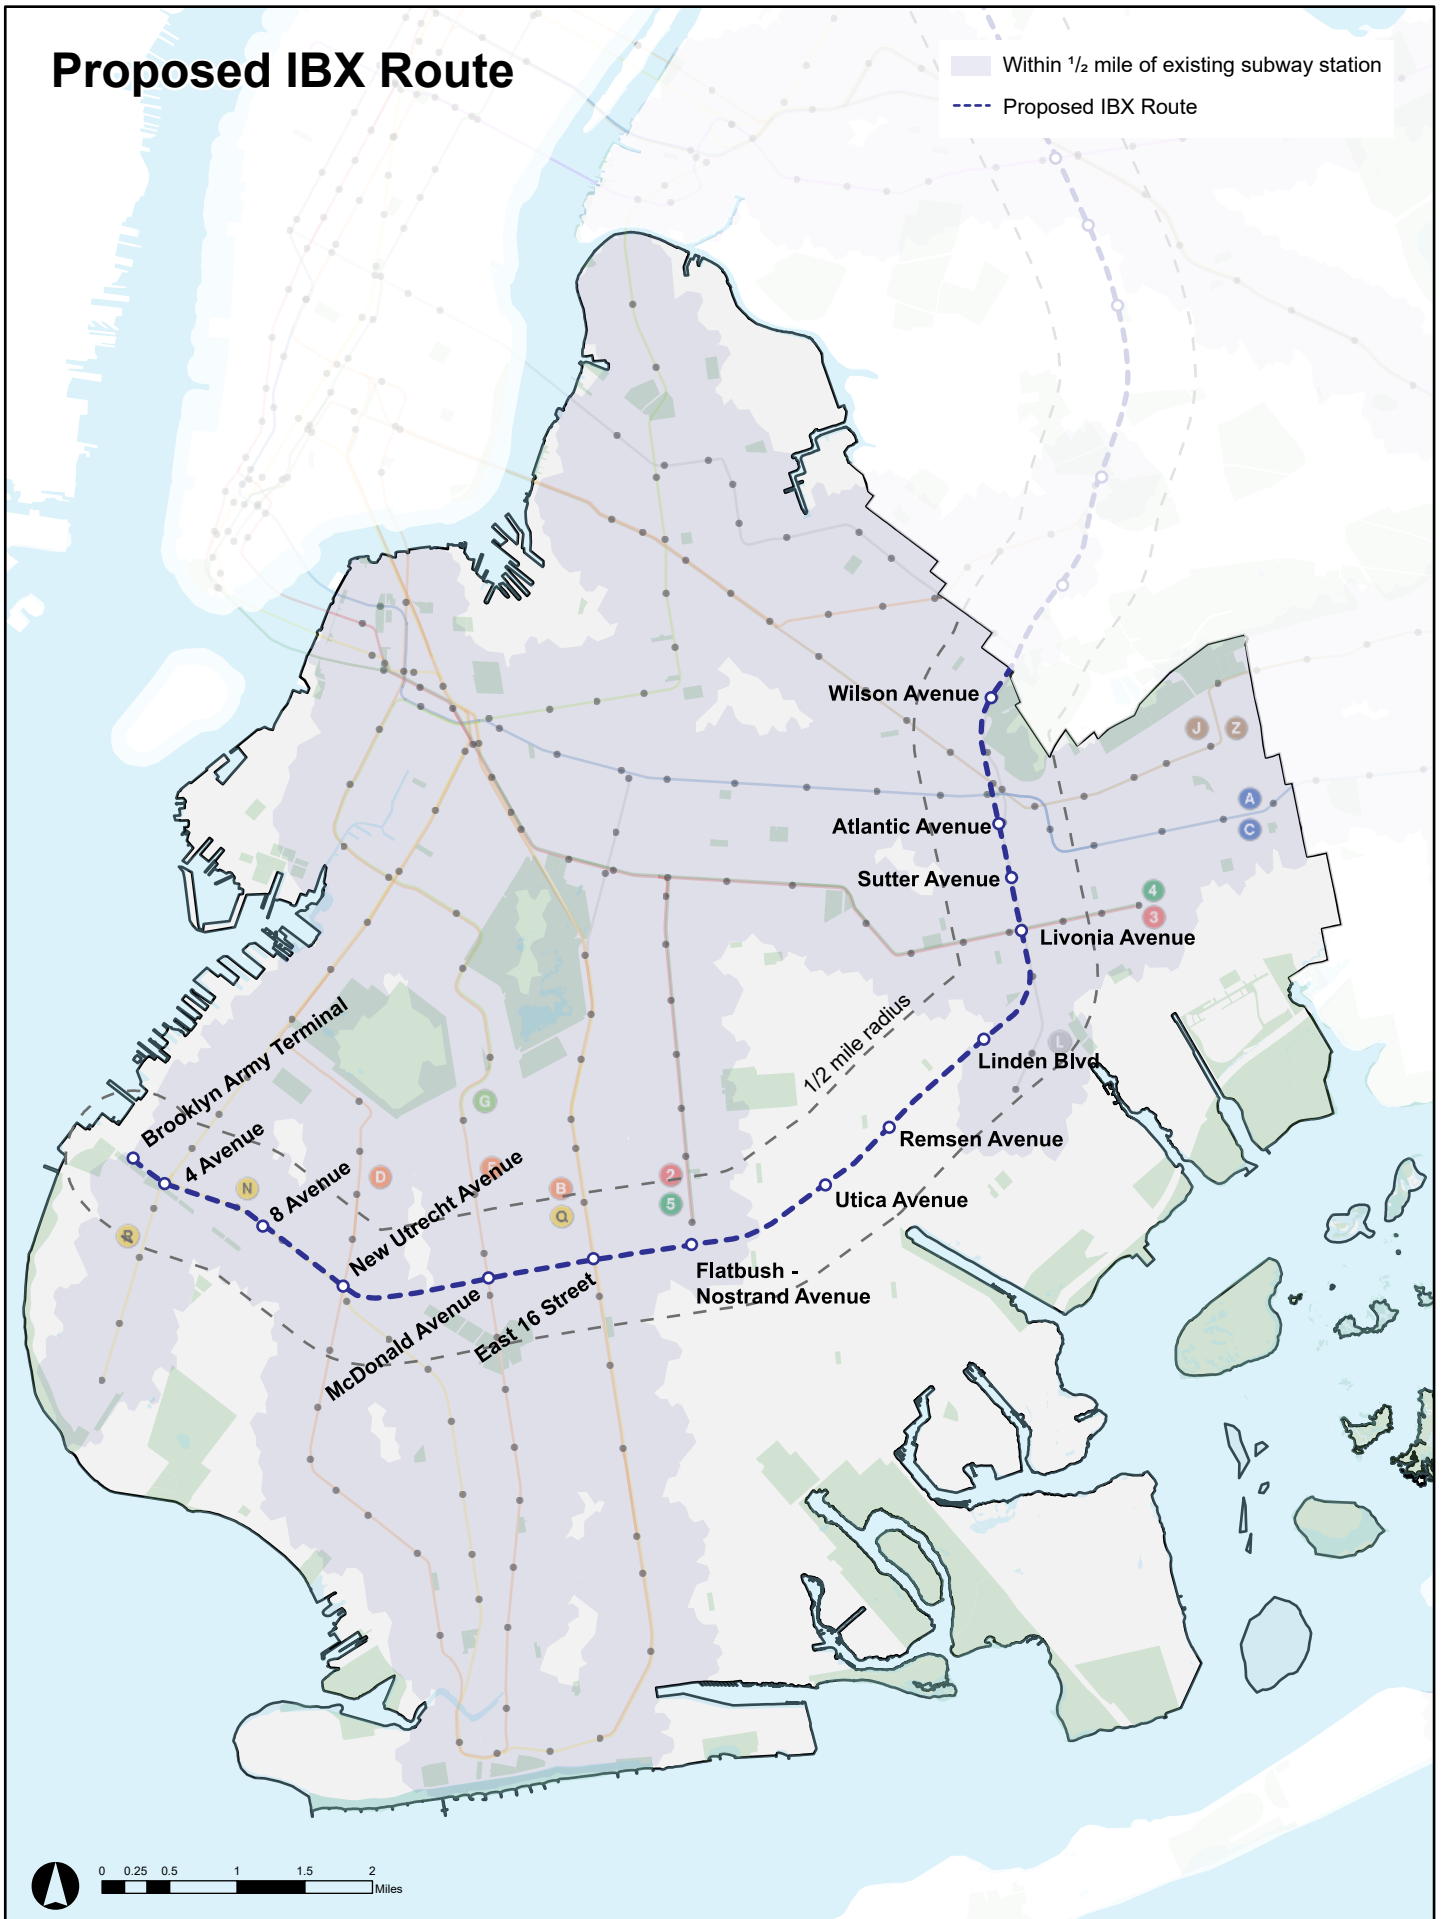 Proposed IBX Route
Within ¹/₂ mile of existing subway station
Proposed IBX Route
Wilson Avenue
J
Z
A
C
Atlantic Avenue
Sutter Avenue
4
3
Livonia Avenue
1/2 mile radius
L
Linden Blvd
Brooklyn Army Terminal
G
4 Avenue
Remsen Avenue
8 Avenue
N
D
New Utrecht Avenue
F
B
Q
2
5
Utica Avenue
R
McDonald Avenue
East 16 Street
Flatbush -
Nostrand Avenue
0 0.25 0.5 1 1.5 2
Miles